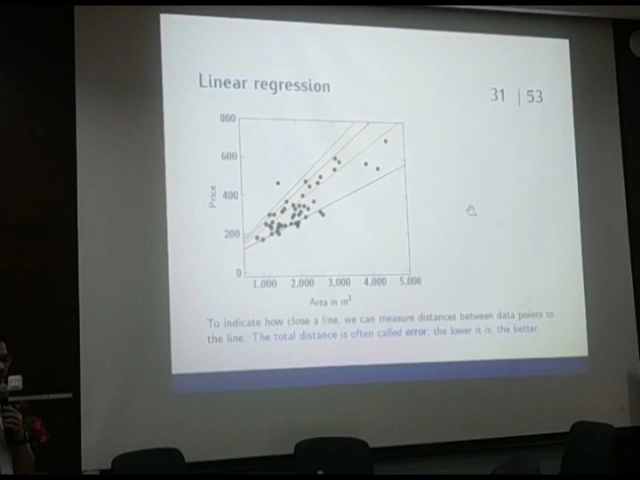 Linear regression
31 | 53
800
600
400
200
0
Price
1,000 2,000 3,000 4,000 5,000
Area in m²
To indicate how close a line, we can measure distances between data points to
the line. The total distance is often called error; the lower it is, the better.